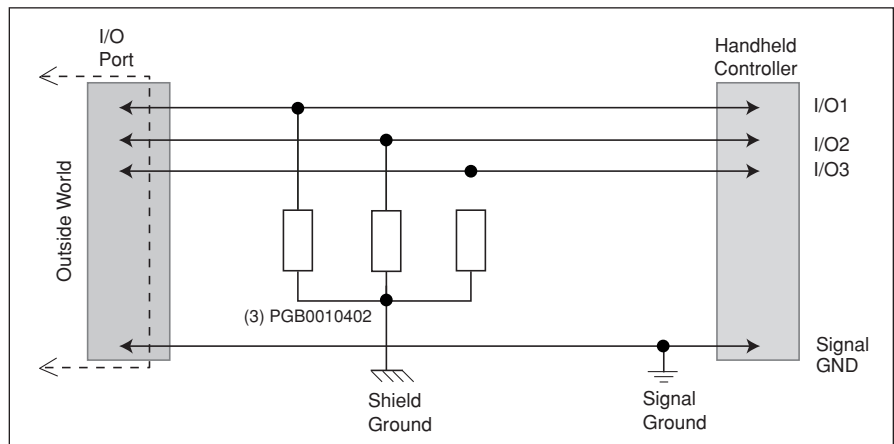 I/O
Port
Handheld
Controller
I/O1
I/O2
I/O3
Outside World
(3) PGB0010402
Signal
GND
Shield
Ground
Signal
Ground